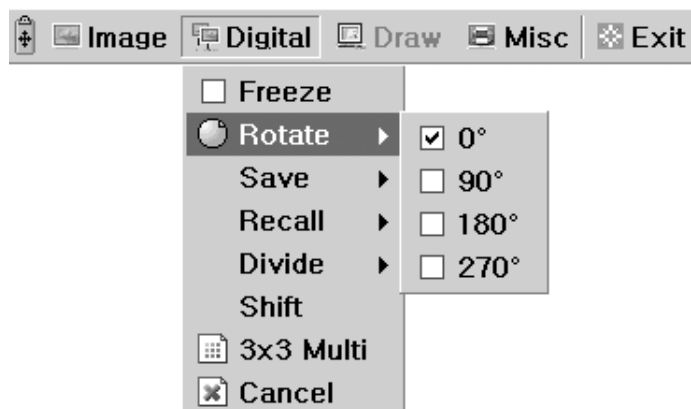 Image Digital Draw Misc Exit
Freeze
Rotate
0°
90°
180°
270°
Save
Recall
Divide
Shift
3x3 Multi
Cancel